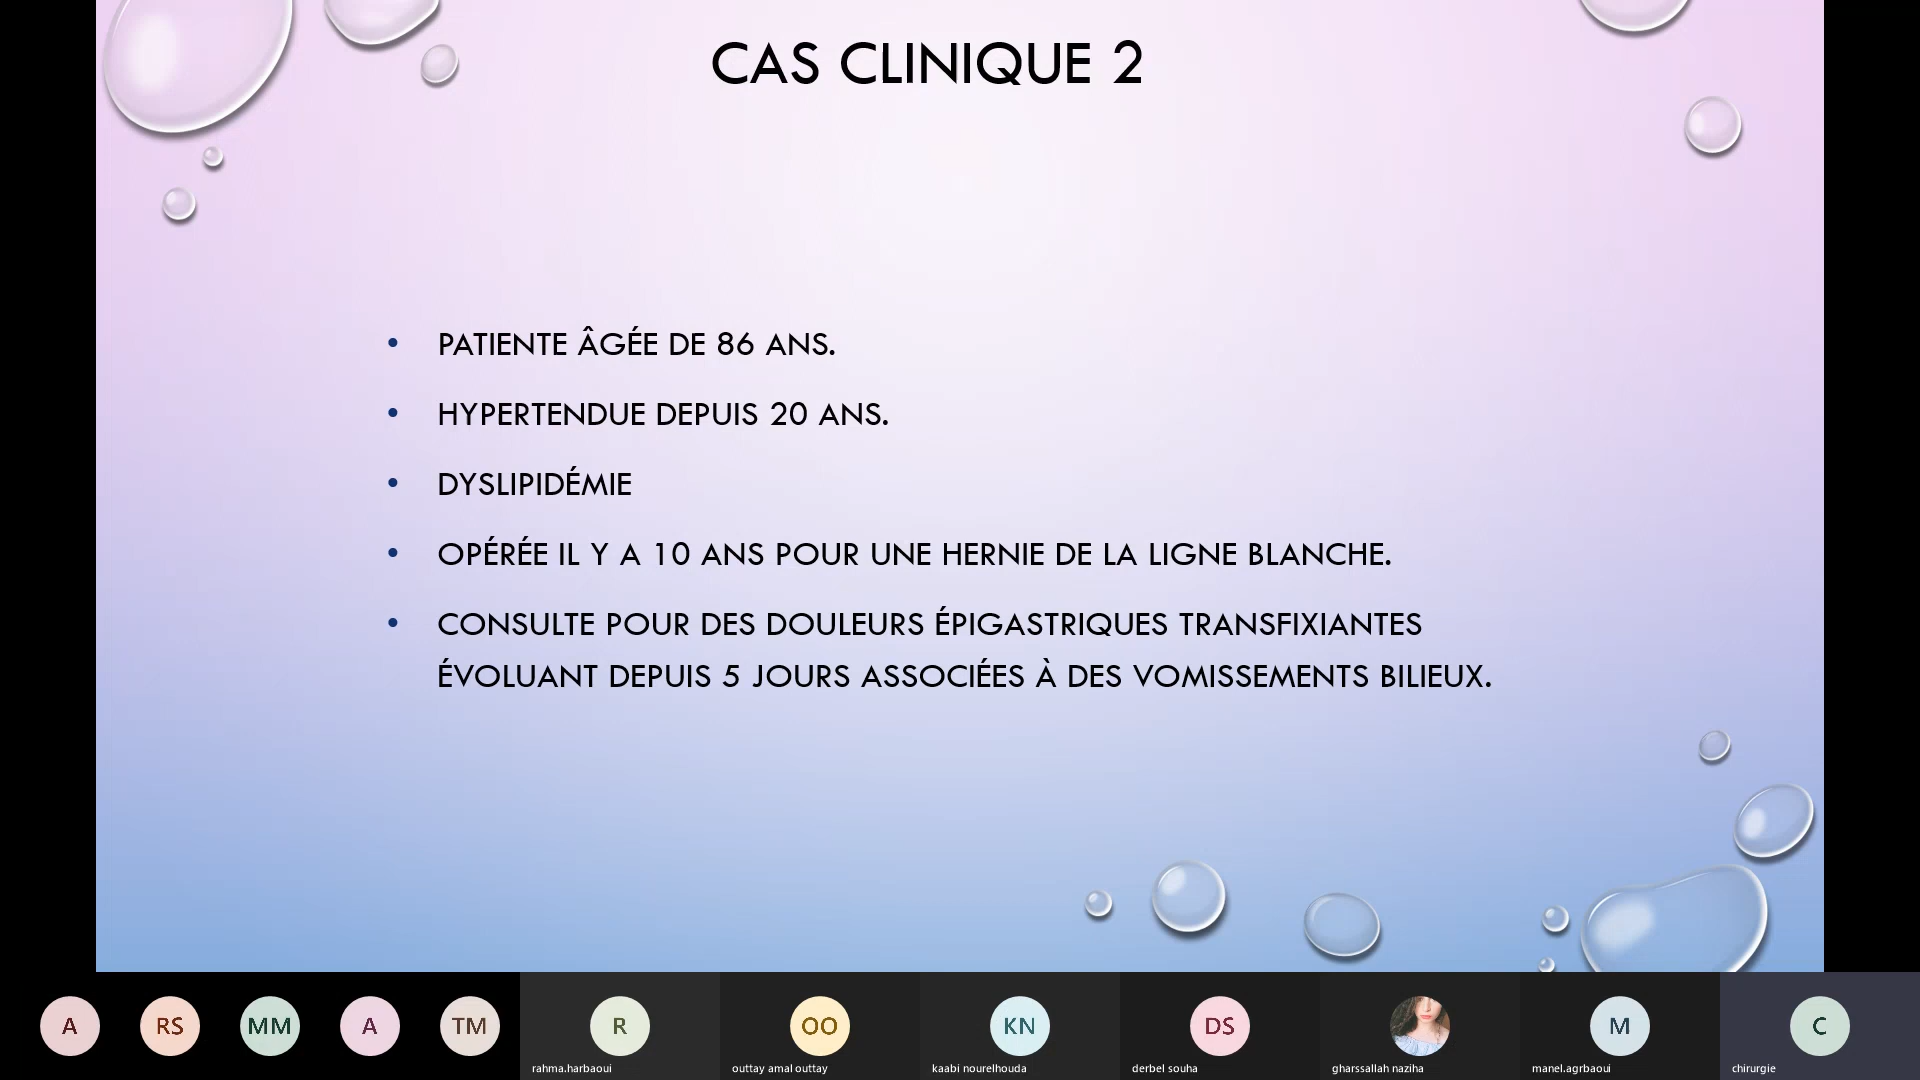 CAS CLINIQUE 2
• PATIENTE ÂGÉE DE 86 ANS.
• HYPERTENDUE DEPUIS 20 ANS.
• DYSLIPIDÉMIE
• OPÉRÉE IL Y A 10 ANS POUR UNE HERNIE DE LA LIGNE BLANCHE.
• CONSULTE POUR DES DOULEURS ÉPIGASTRIQUES TRANSFIXIANTES
ÉVOLUANT DEPUIS 5 JOURS ASSOCIÉES À DES VOMISSEMENTS BILIEUX.
A RS MM A TM R OO KN DS M C
rahma.harbaoui outtay amal outtay kaabi nourelhouda derbel souha gharssallah naziha manel.agrbaoui chirurgie